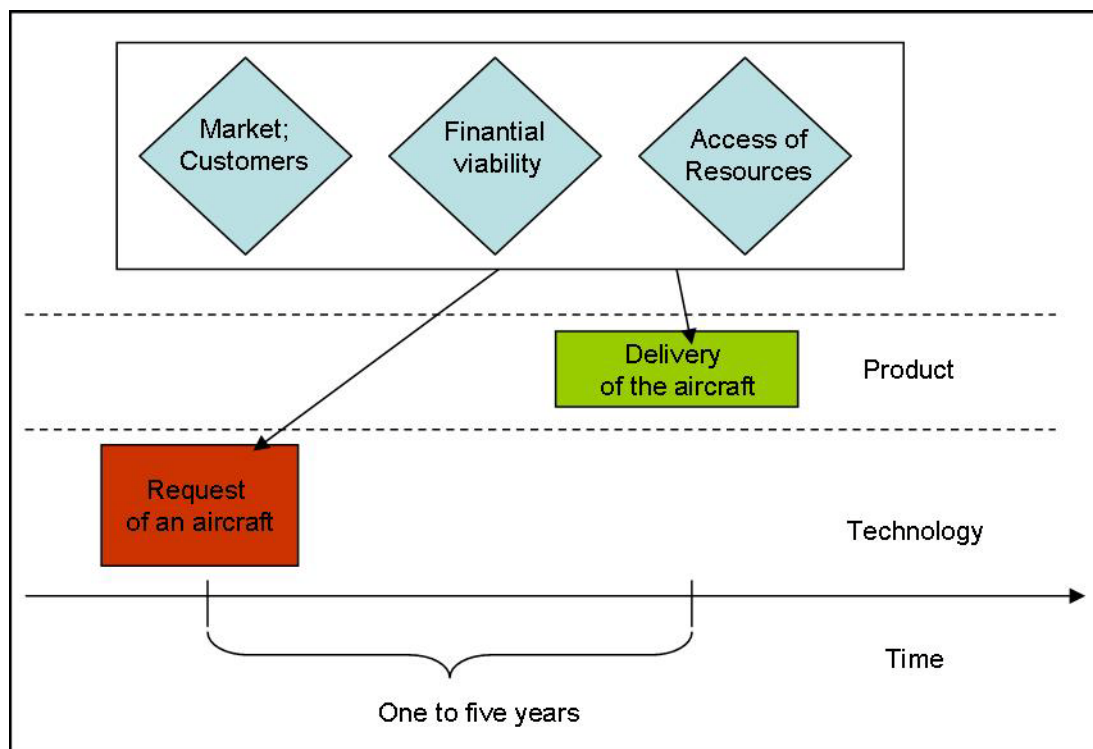 Market;
Customers
Finantial
viability
Access of
Resources
Delivery
of the aircraft
Product
Request
of an aircraft
Technology
Time
One to five years